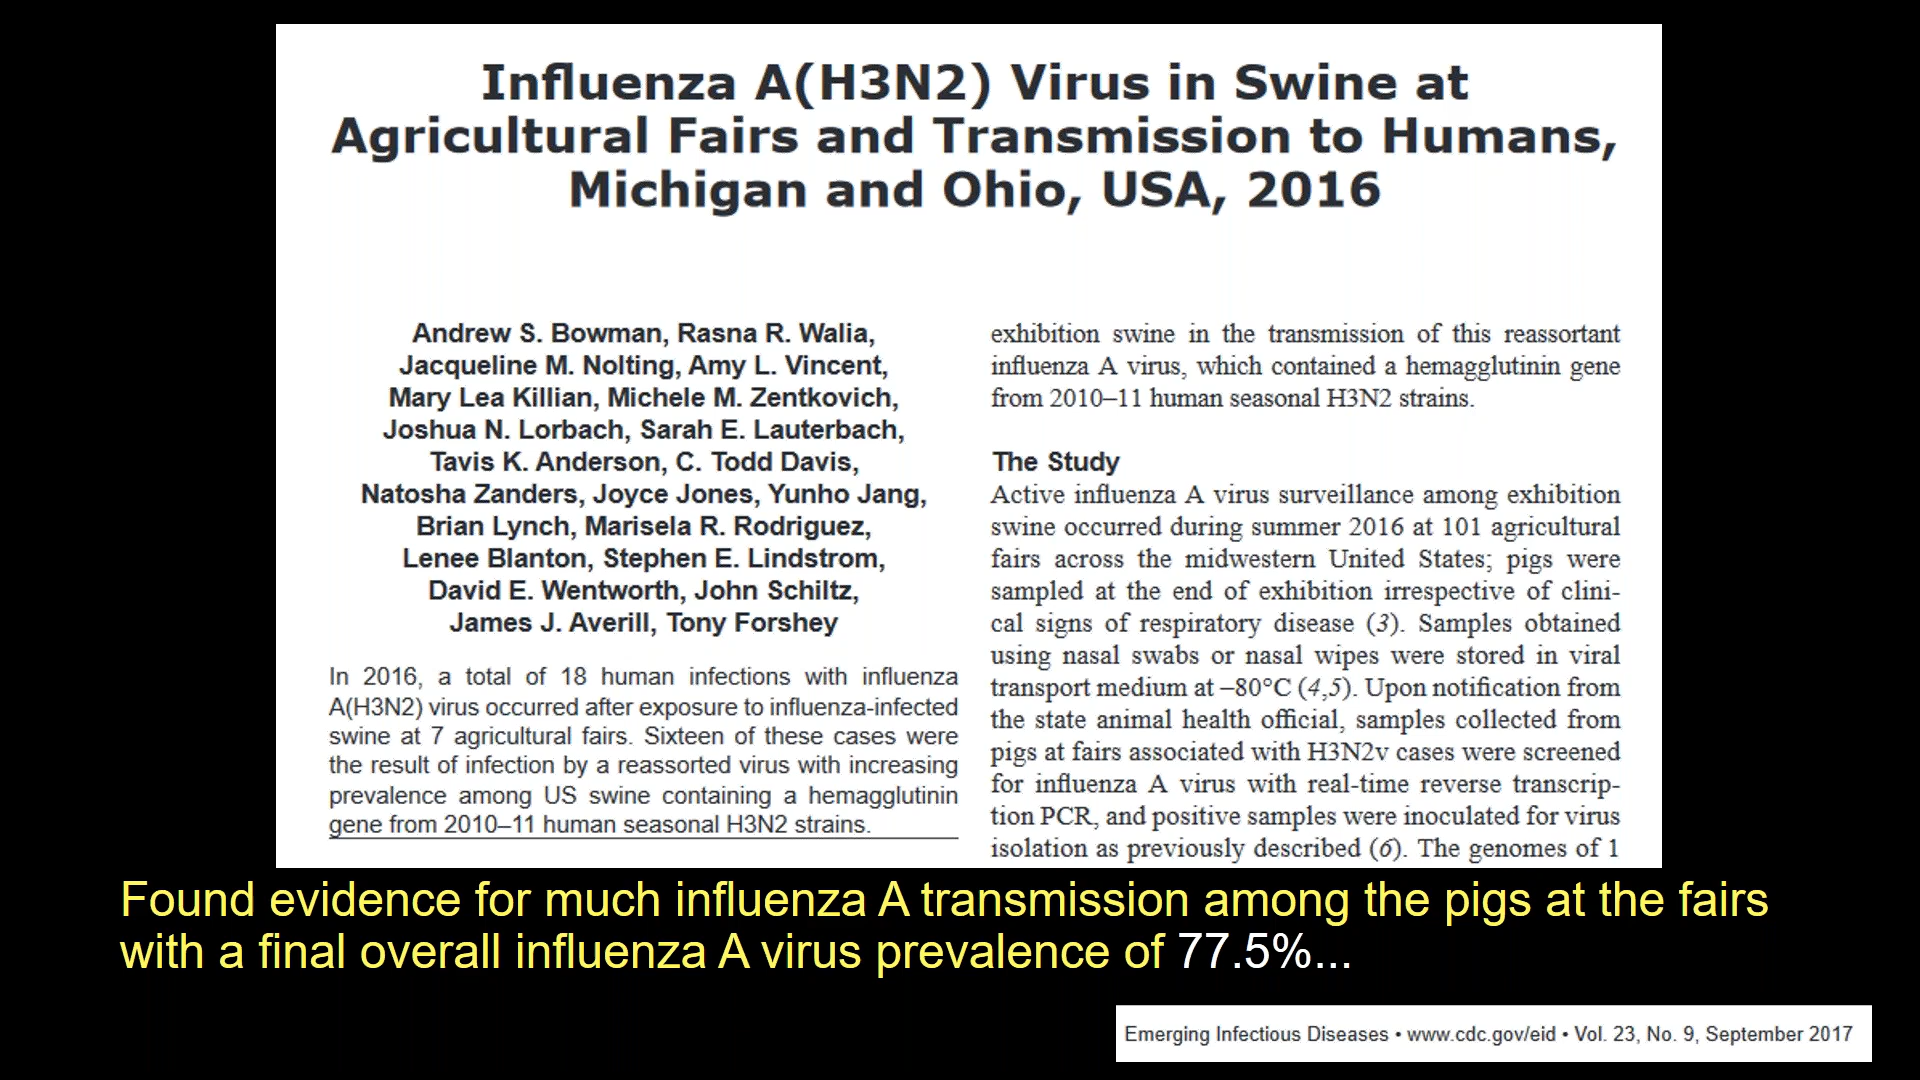 Influenza A(H3N2) Virus in Swine at
Agricultural Fairs and Transmission to Humans,
Michigan and Ohio, USA, 2016
Andrew S. Bowman, Rasna R. Walia,
Jacqueline M. Nolting, Amy L. Vincent,
Mary Lea Killian, Michele M. Zentkovich,
Joshua N. Lorbach, Sarah E. Lauterbach,
Tavis K. Anderson, C. Todd Davis,
Natosha Zanders, Joyce Jones, Yunho Jang,
Brian Lynch, Marisela R. Rodriguez,
Lenee Blanton, Stephen E. Lindstrom,
David E. Wentworth, John Schiltz,
James J. Averill, Tony Forshey
In 2016, a total of 18 human infections with influenza
A(H3N2) virus occurred after exposure to influenza-infected
swine at 7 agricultural fairs. Sixteen of these cases were
the result of infection by a reassorted virus with increasing
prevalence among US swine containing a hemagglutinin
gene from 2010–11 human seasonal H3N2 strains.
exhibition swine in the transmission of this reassortant
influenza A virus, which contained a hemagglutinin gene
from 2010–11 human seasonal H3N2 strains.
The Study
Active influenza A virus surveillance among exhibition
swine occurred during summer 2016 at 101 agricultural
fairs across the midwestern United States; pigs were
sampled at the end of exhibition irrespective of clini-
cal signs of respiratory disease (3). Samples obtained
using nasal swabs or nasal wipes were stored in viral
transport medium at –80°C (4,5). Upon notification from
the state animal health official, samples collected from
pigs at fairs associated with H3N2v cases were screened
for influenza A virus with real-time reverse transcrip-
tion PCR, and positive samples were inoculated for virus
isolation as previously described (6). The genomes of 1
Found evidence for much influenza A transmission among the pigs at the fairs
with a final overall influenza A virus prevalence of 77.5%...
Emerging Infectious Diseases • www.cdc.gov/eid • Vol. 23, No. 9, September 2017